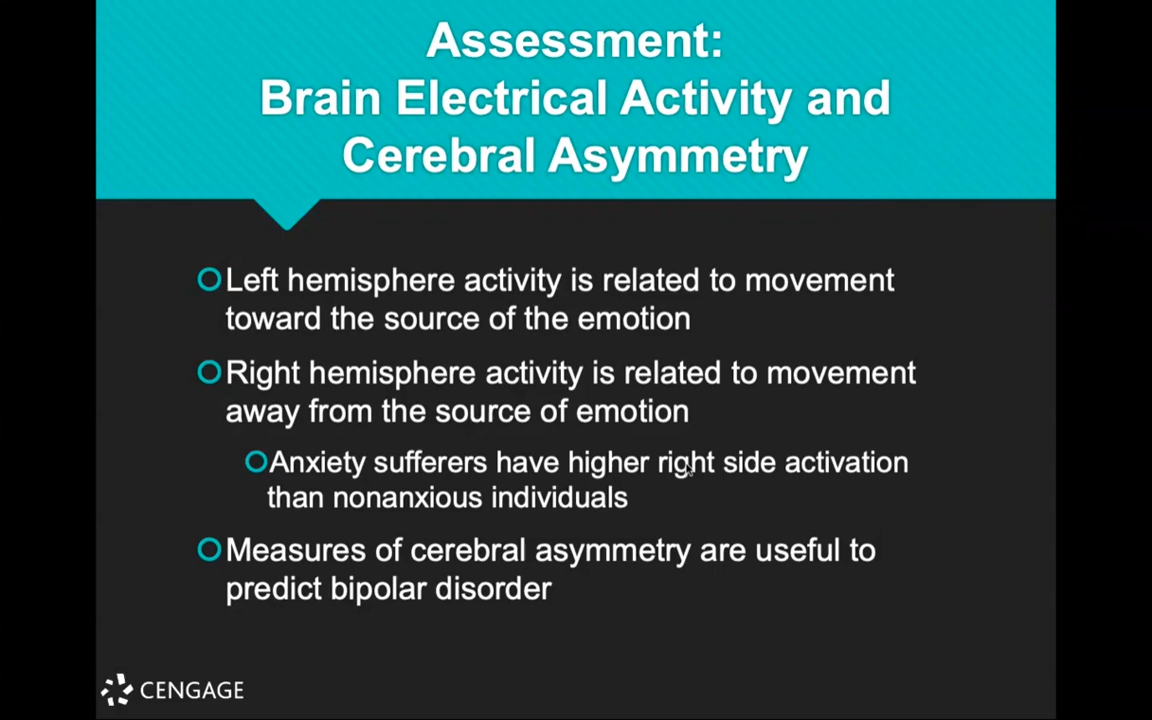 Assessment:
Brain Electrical Activity and
Cerebral Asymmetry
Left hemisphere activity is related to movement
toward the source of the emotion
Right hemisphere activity is related to movement
away from the source of emotion
Anxiety sufferers have higher right side activation
than nonanxious individuals
Measures of cerebral asymmetry are useful to
predict bipolar disorder
CENGAGE